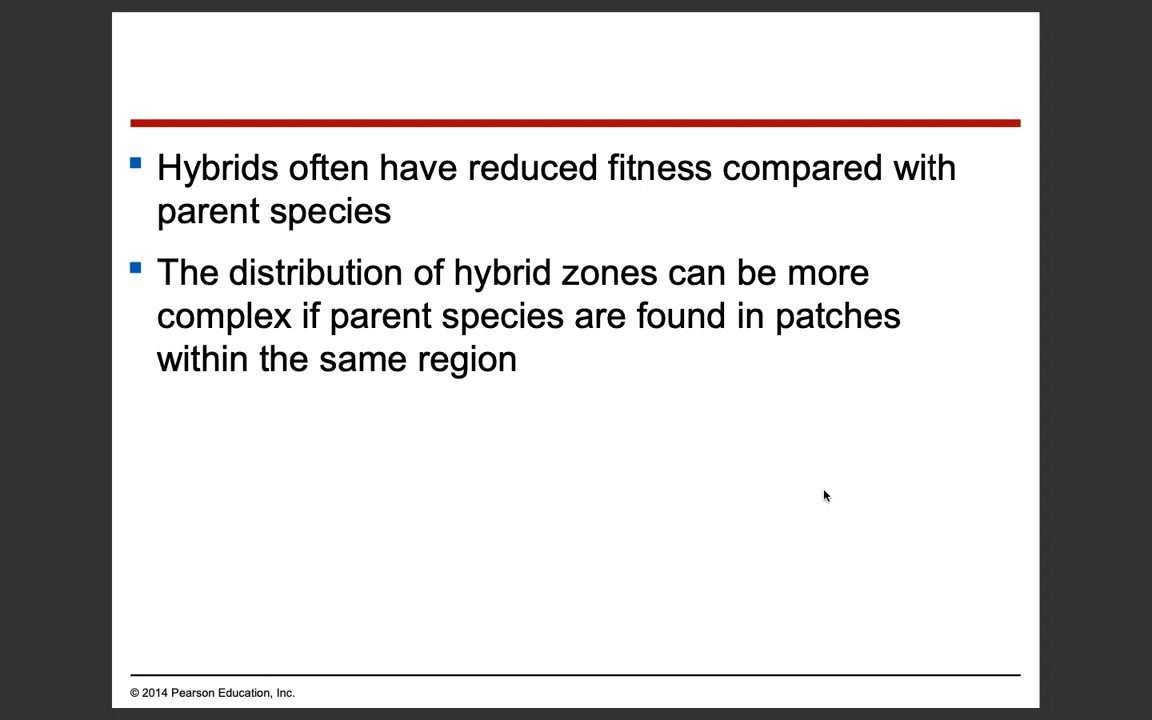 Hybrids often have reduced fitness compared with
parent species
The distribution of hybrid zones can be more
complex if parent species are found in patches
within the same region
© 2014 Pearson Education, Inc.